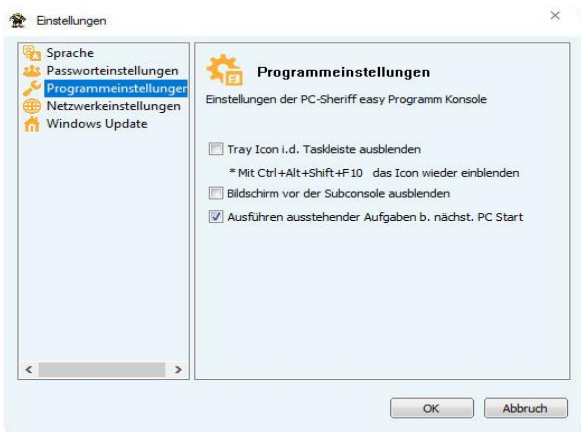 Einstellungen
Sprache
Passworteinstellungen
Programmeinstellunger
Netzwerkeinstellungen
Windows Update
Programmeinstellungen
Einstellungen der PC-Sheriff easy Programm Konsole
Tray Icon i.d. Taskleiste ausblenden
* Mit Ctrl+Alt+Shift+F10 das Icon wieder einblenden
Bildschirm vor der Subconsole ausblenden
Ausführen ausstehender Aufgaben b. nächst. PC Start
OK
Abbruch